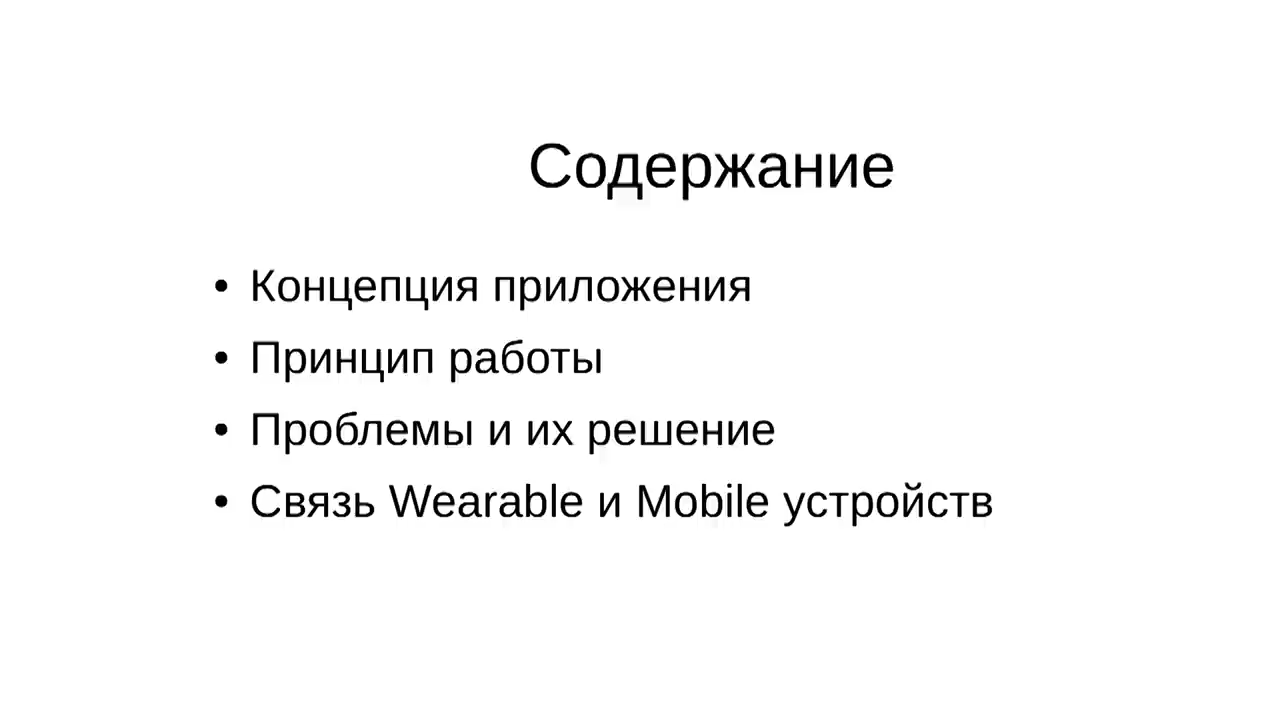 Содержание
• Концепция приложения
• Принцип работы
• Проблемы и их решение
• Связь Wearable и Mobile устройств